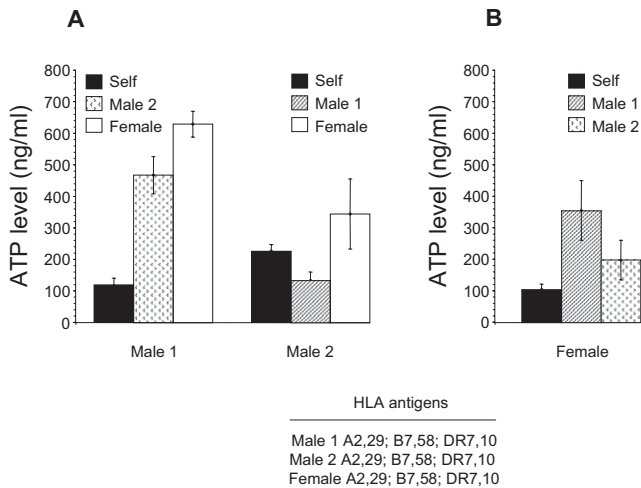 A
ATP level (ng/ml)
800
700
600
500
400
300
200
100
0
Self
Male 2
Female
Self
Male 1
Female
Male 1
Male 2
B
ATP level (ng/ml)
800
700
600
500
400
300
200
100
0
Self
Male 1
Male 2
Female
HLA antigens
Male 1 A2,29; B7,58; DR7,10
Male 2 A2,29; B7,58; DR7,10
Female A2,29; B7,58; DR7,10